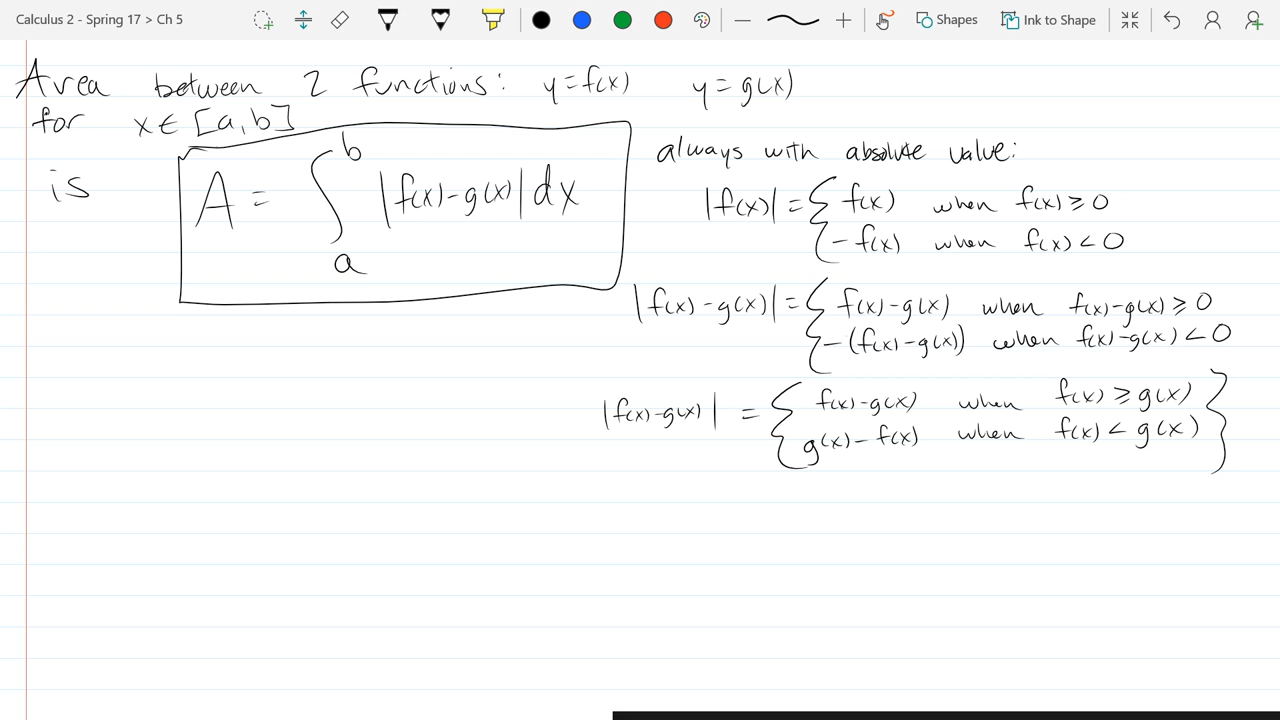 Calculus 2 - Spring 17 > Ch 5
Shapes
Ink to Shape
Area between 2 functions: y=f(x) y=g(x)
for x∈[a,b]
is
A = ∫_a^b |f(x)-g(x)| dx
always with absolute value:
|f(x)| = { f(x) when f(x) ≥ 0
-f(x) when f(x) < 0
|f(x)-g(x)| = { f(x)-g(x) when f(x)-g(x) ≥ 0
-(f(x)-g(x)) when f(x)-g(x) < 0
|f(x)-g(x)| = { f(x)-g(x) when f(x) ≥ g(x)
g(x)-f(x) when f(x) < g(x) }